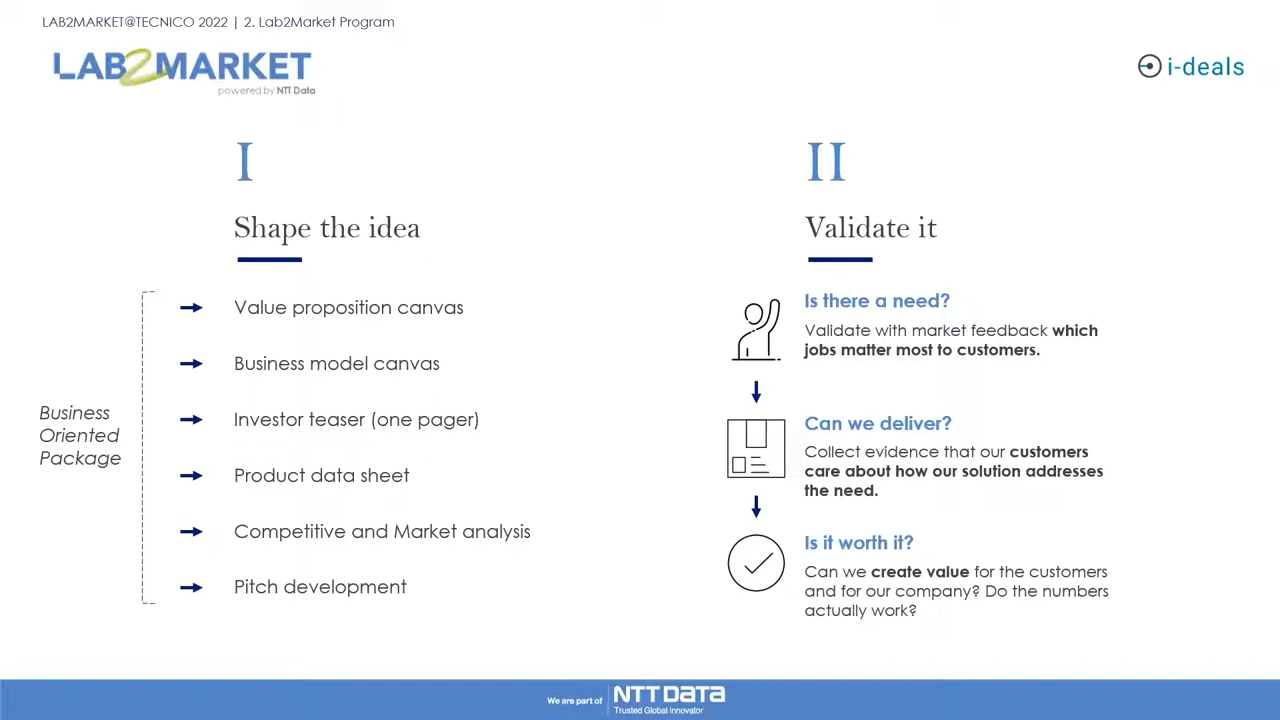 LAB2MARKET@TECNICO 2022 | 2. Lab2Market Program
LAB2MARKET
powered by NTT Data
i-deals
I
Shape the idea
Business
Oriented
Package
Value proposition canvas
Business model canvas
Investor teaser (one pager)
Product data sheet
Competitive and Market analysis
Pitch development
II
Validate it
Is there a need?
Validate with market feedback which
jobs matter most to customers.
Can we deliver?
Collect evidence that our customers
care about how our solution addresses
the need.
Is it worth it?
Can we create value for the customers
and for our company? Do the numbers
actually work?
We are part of
NTT DATA
Trusted Global Innovator